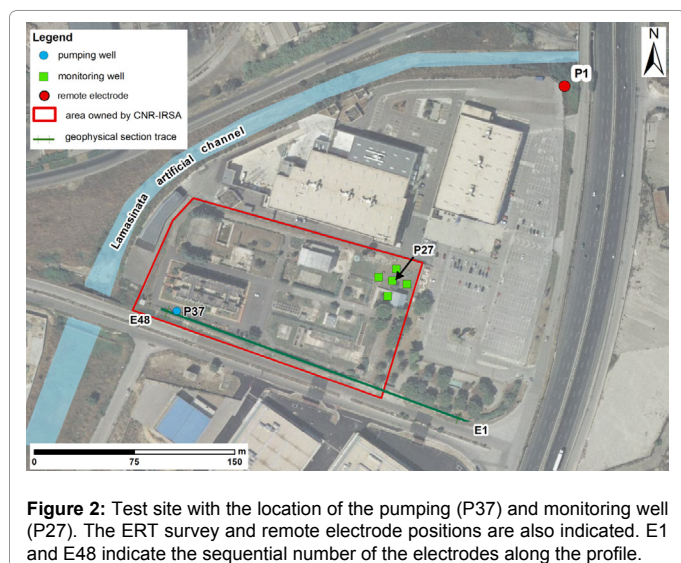 Legend
pumping well
monitoring well
remote electrode
area owned by CNR-IRSA
geophysical section trace
N
P1
Lamasinata artificial channel
P27
P37
E48
E1
m
0 75 150
Figure 2: Test site with the location of the pumping (P37) and monitoring well
(P27). The ERT survey and remote electrode positions are also indicated. E1
and E48 indicate the sequential number of the electrodes along the profile.